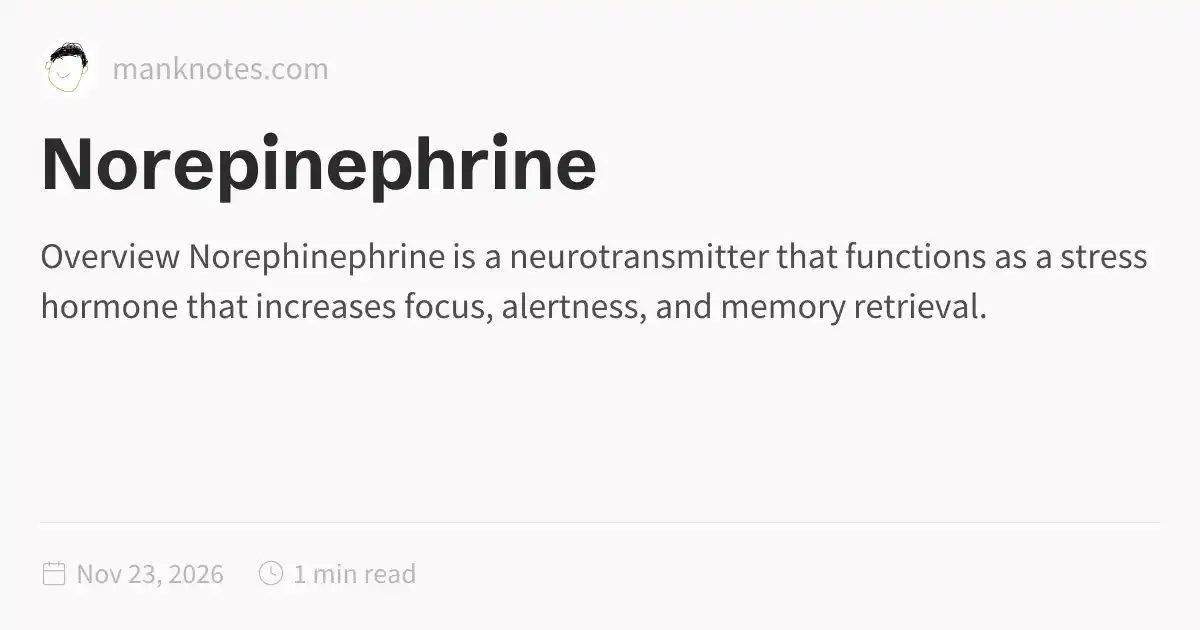 manknotes.com
Norepinephrine
Overview Norephinephrine is a neurotransmitter that functions as a stress
hormone that increases focus, alertness, and memory retrieval.
Nov 23, 2026 1 min read